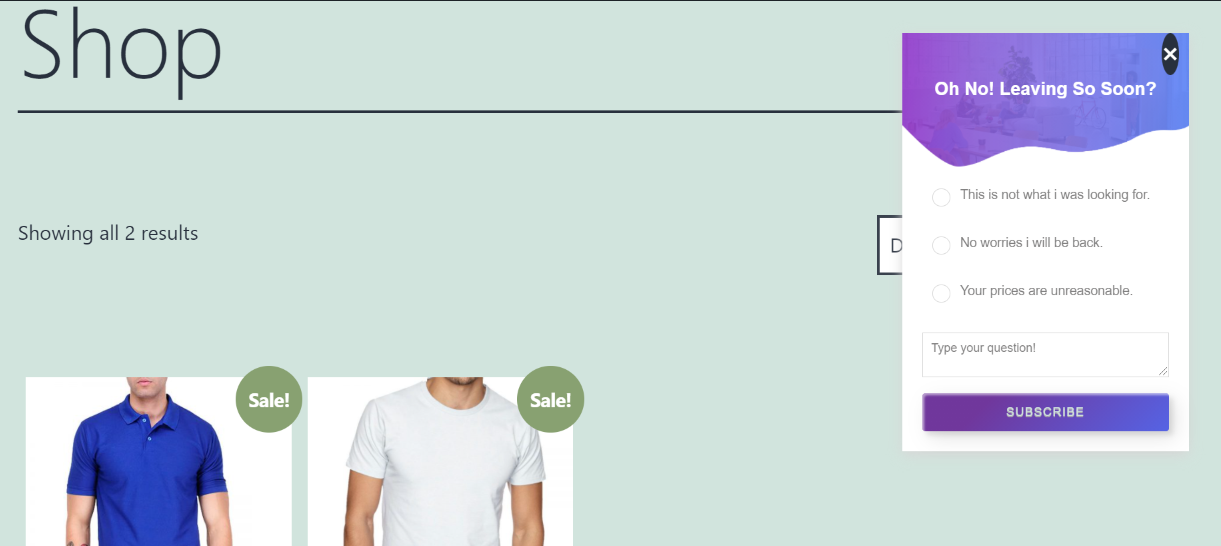 Shop
Showing all 2 results
D
Sale!
Sale!
Oh No! Leaving So Soon?
This is not what i was looking for.
No worries i will be back.
Your prices are unreasonable.
Type your question!
SUBSCRIBE